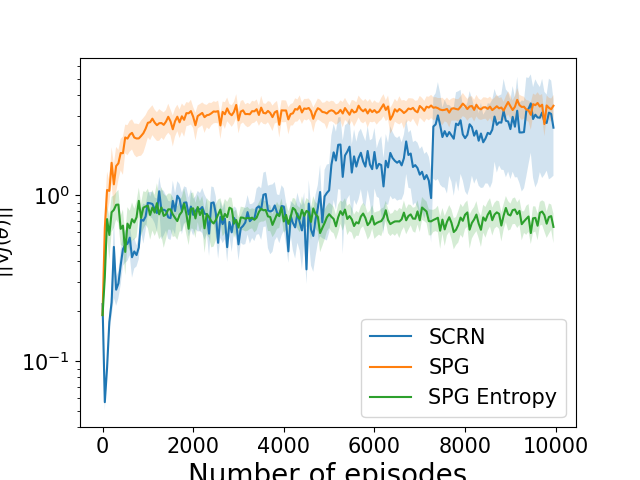 ||∇J(θ)||
10⁰
10⁻¹
0 2000 4000 6000 8000 10000
Number of episodes
SCRN
SPG
SPG Entropy